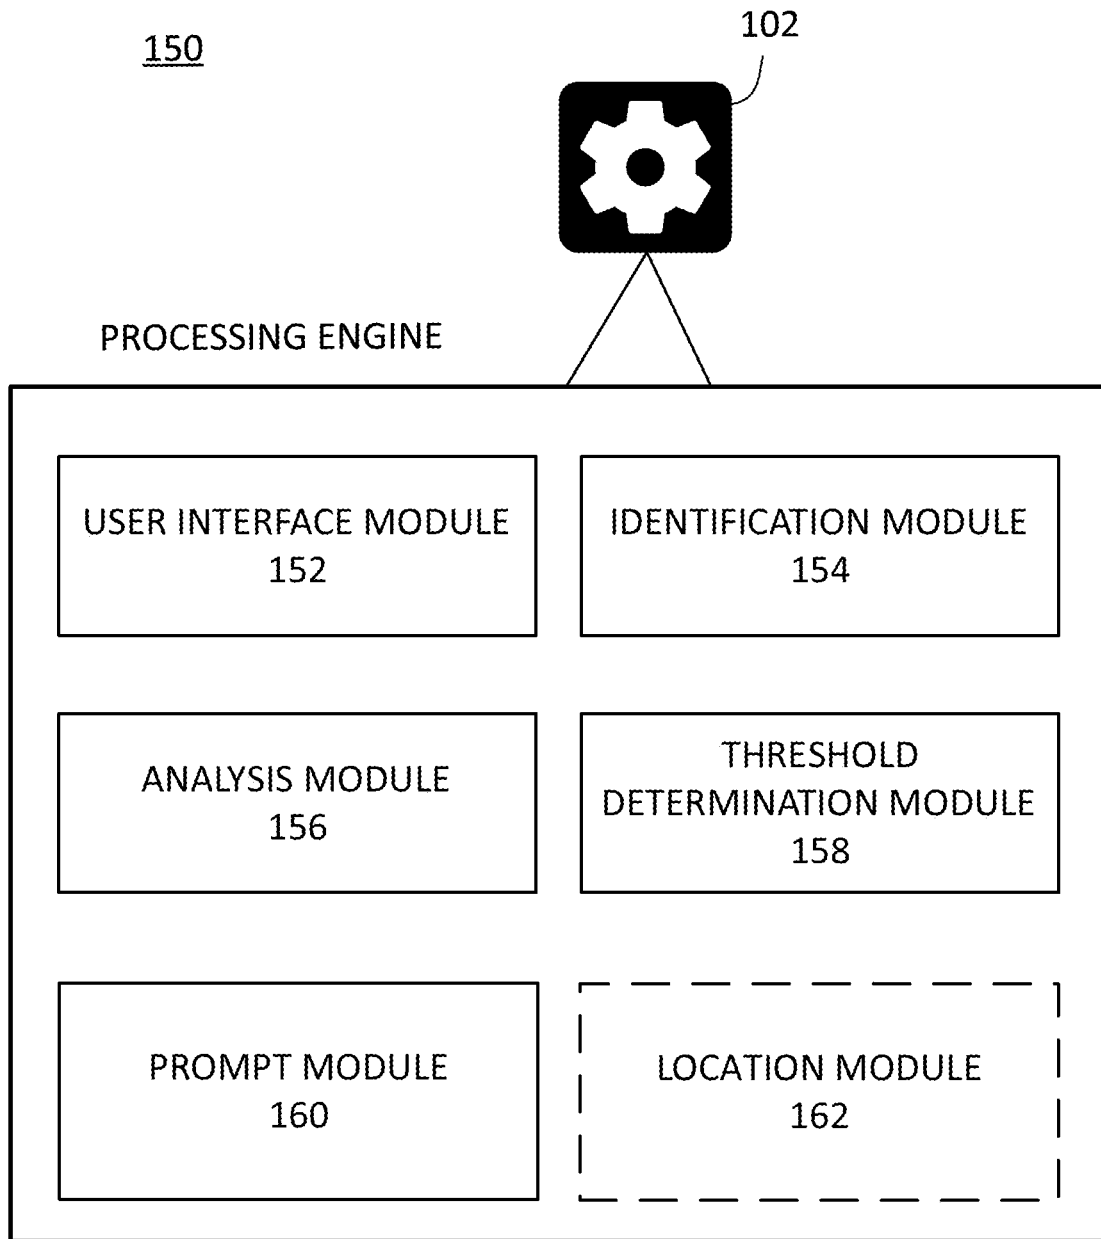 150
102
PROCESSING ENGINE
USER INTERFACE MODULE
152
IDENTIFICATION MODULE
154
ANALYSIS MODULE
156
THRESHOLD
DETERMINATION MODULE
158
PROMPT MODULE
160
LOCATION MODULE
162